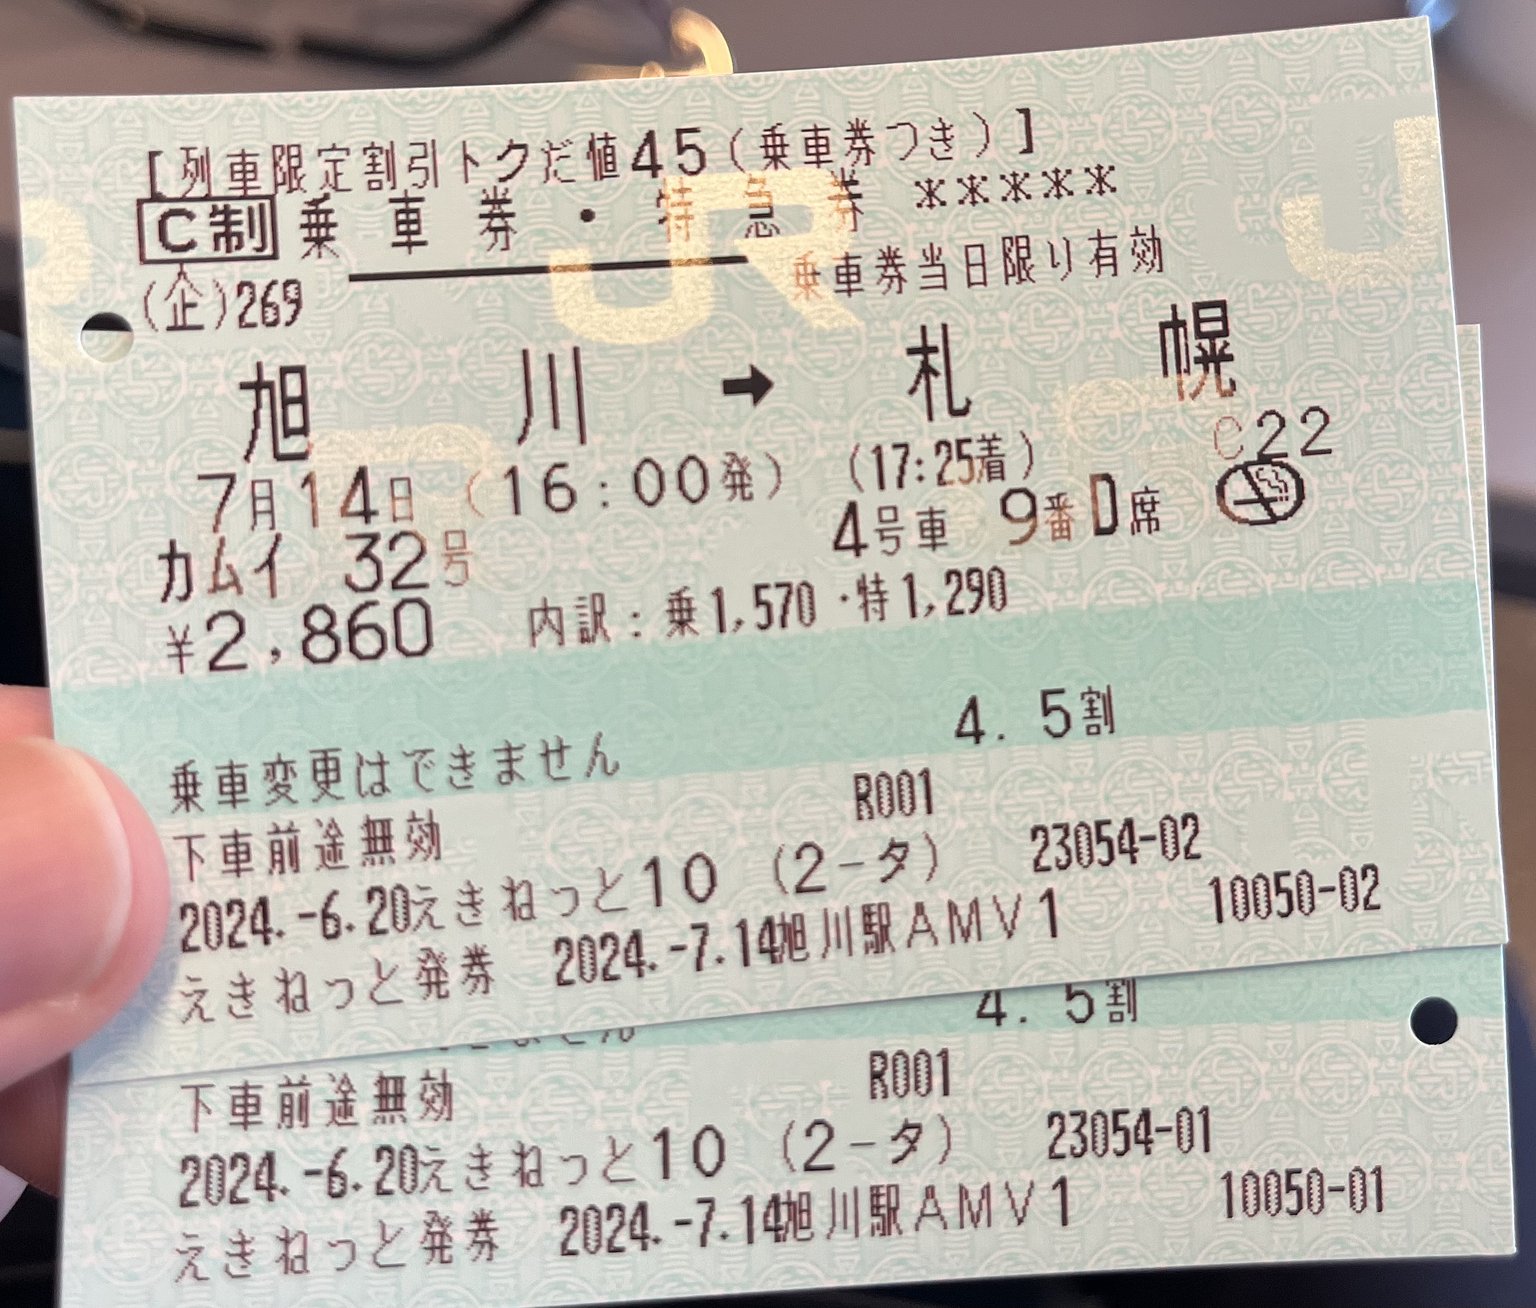 [列車限定割引トクだ値45(乗車券つき)]
C制 乗車券・特急券 *****
(企)269 乗車券当日限り有効
旭川 ➡ 札幌
7月14日 (16:00発) (17:25着) C22
カムイ 32号 4号車 9番D席
¥2,860 内訳:乗1,570・特1,290
4.5割
乗車変更はできません
下車前途無効 R001
2024.-6.20えきねっと10 (2-タ) 23054-02
えきねっと発券 2024.-7.14旭川駅AMV1 10050-02
4.5割
下車前途無効 R001
2024.-6.20えきねっと10 (2-タ) 23054-01
えきねっと発券 2024.-7.14旭川駅AMV1 10050-01